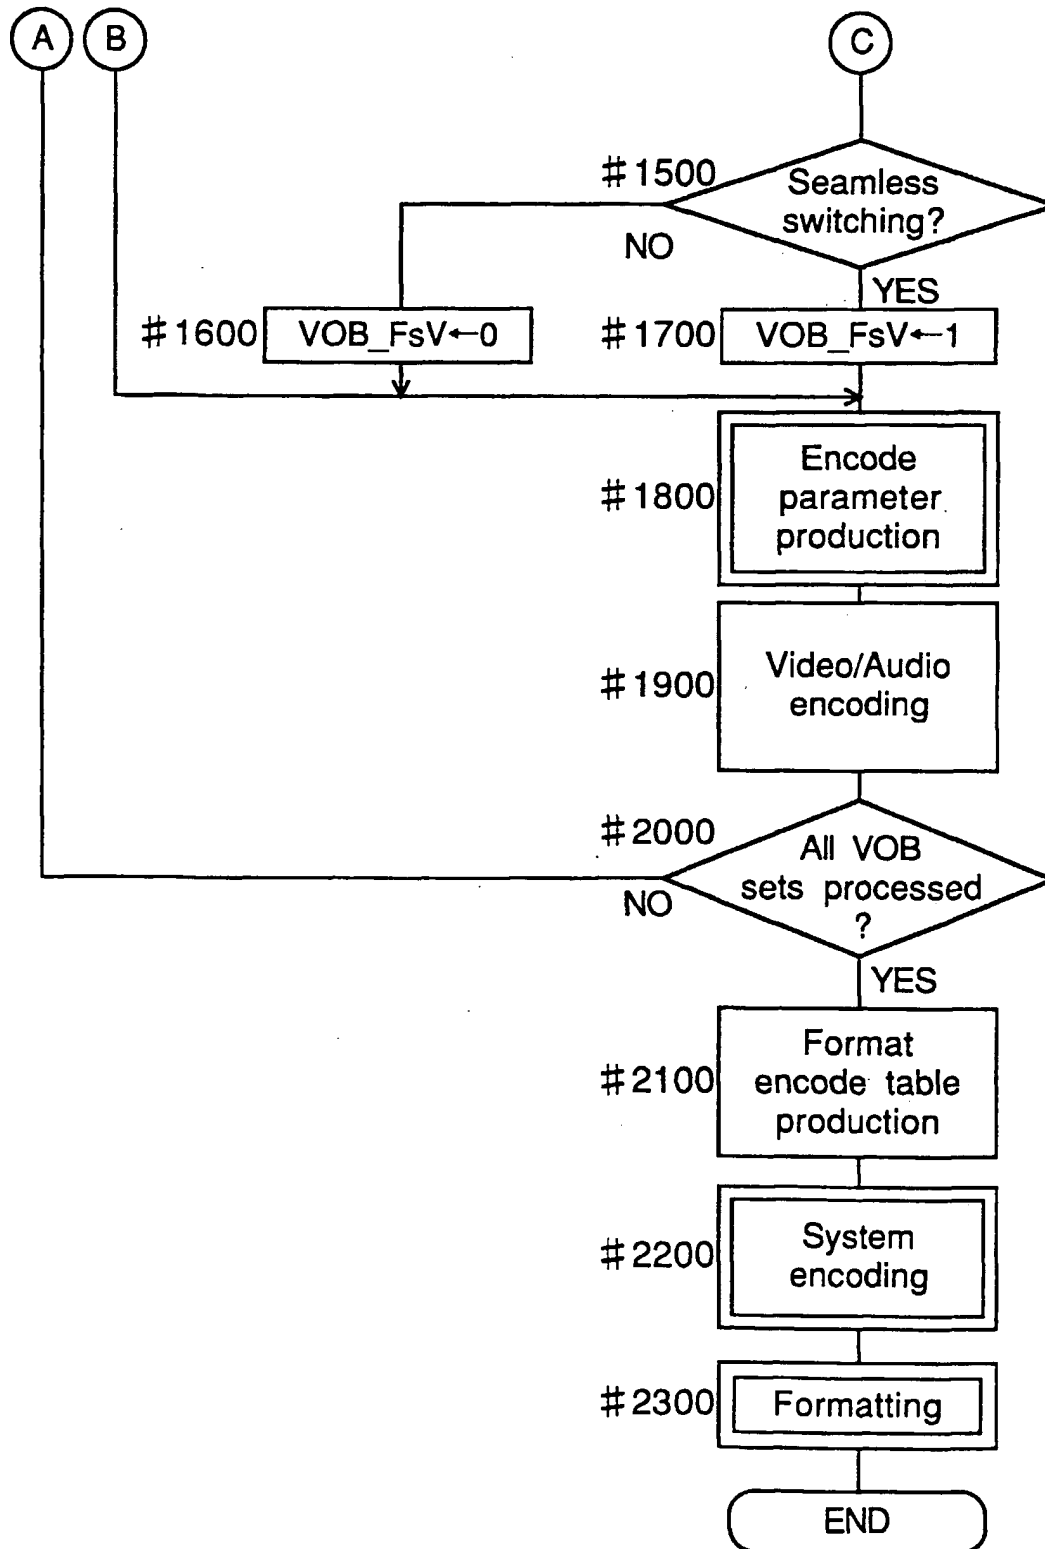 A B C
#1500
Seamless
switching?
NO
YES
#1600 VOB_FsV←0
#1700 VOB_FsV←1
#1800
Encode
parameter
production
#1900
Video/Audio
encoding
#2000
All VOB
sets processed
?
NO
YES
#2100
Format
encode table
production
#2200
System
encoding
#2300 Formatting
END